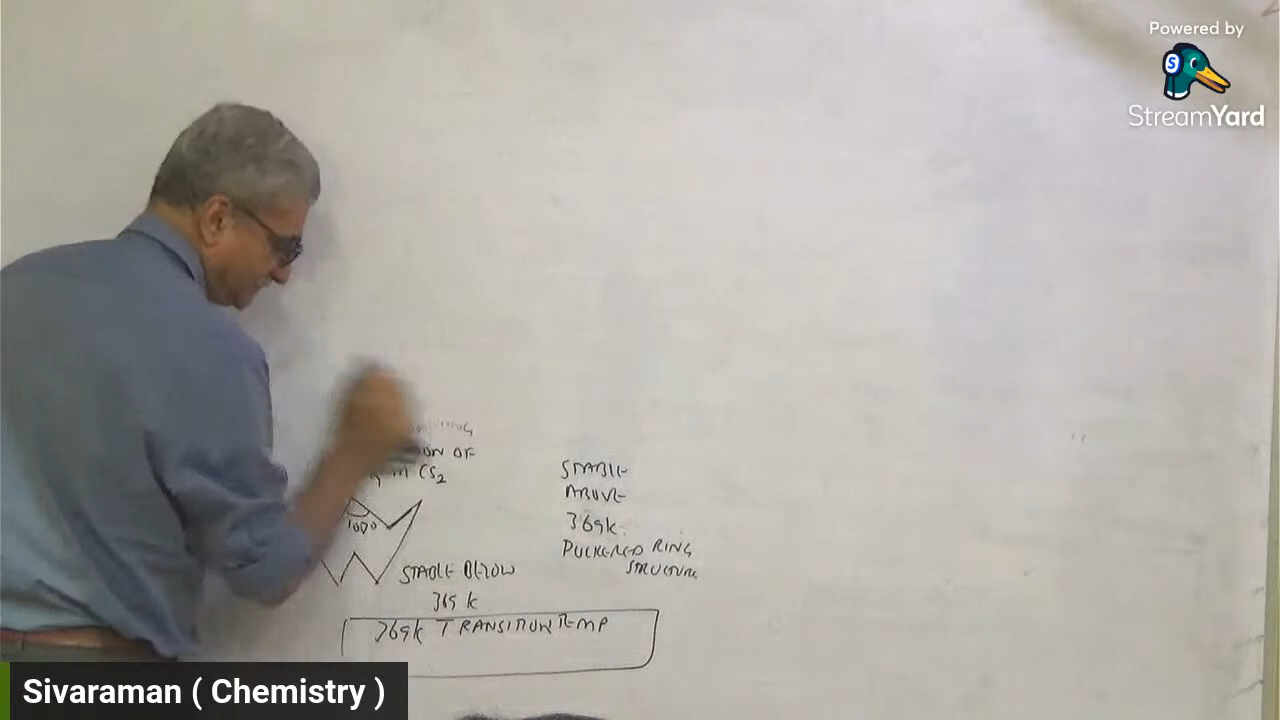 Powered by
StreamYard
ON OF
CS2
STABLE
ABOVE
369k
PUCKERED RING
STRUCTURE
STABLE BELOW
369 k
369k TRANSITION TEMP
Sivaraman ( Chemistry )